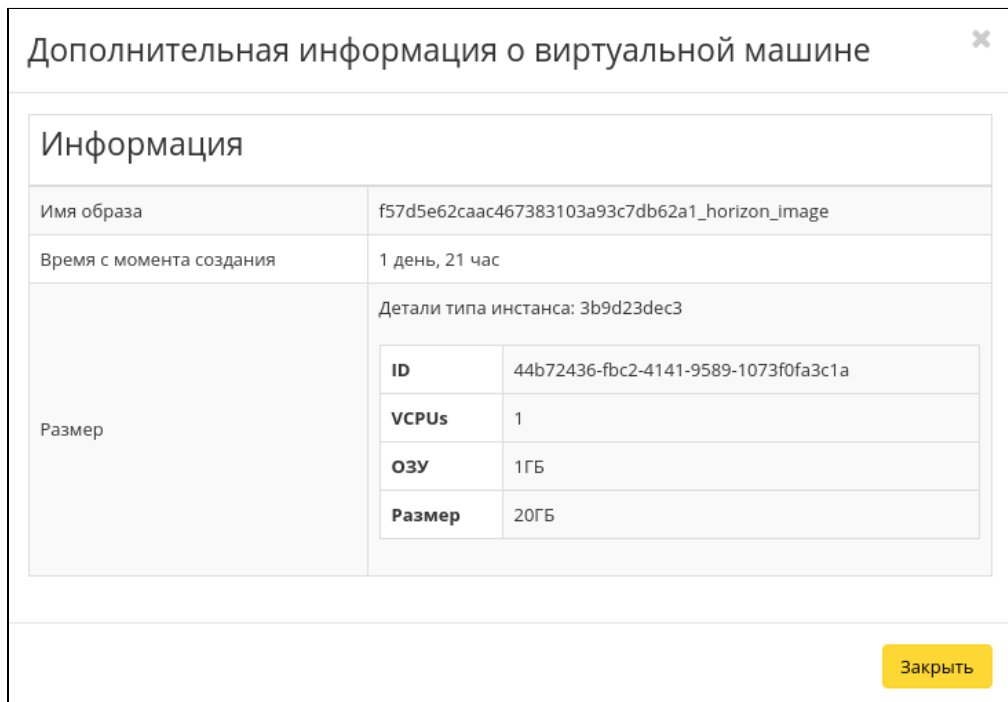 Дополнительная информация о виртуальной машине
Информация
Имя образа f57d5e62caac467383103a93c7db62a1_horizon_image
Время с момента создания 1 день, 21 час
Размер
Детали типа инстанса: 3b9d23dec3
ID 44b72436-fbc2-4141-9589-1073f0fa3c1a
VCPUs 1
ОЗУ 1ГБ
Размер 20ГБ
Закрыть